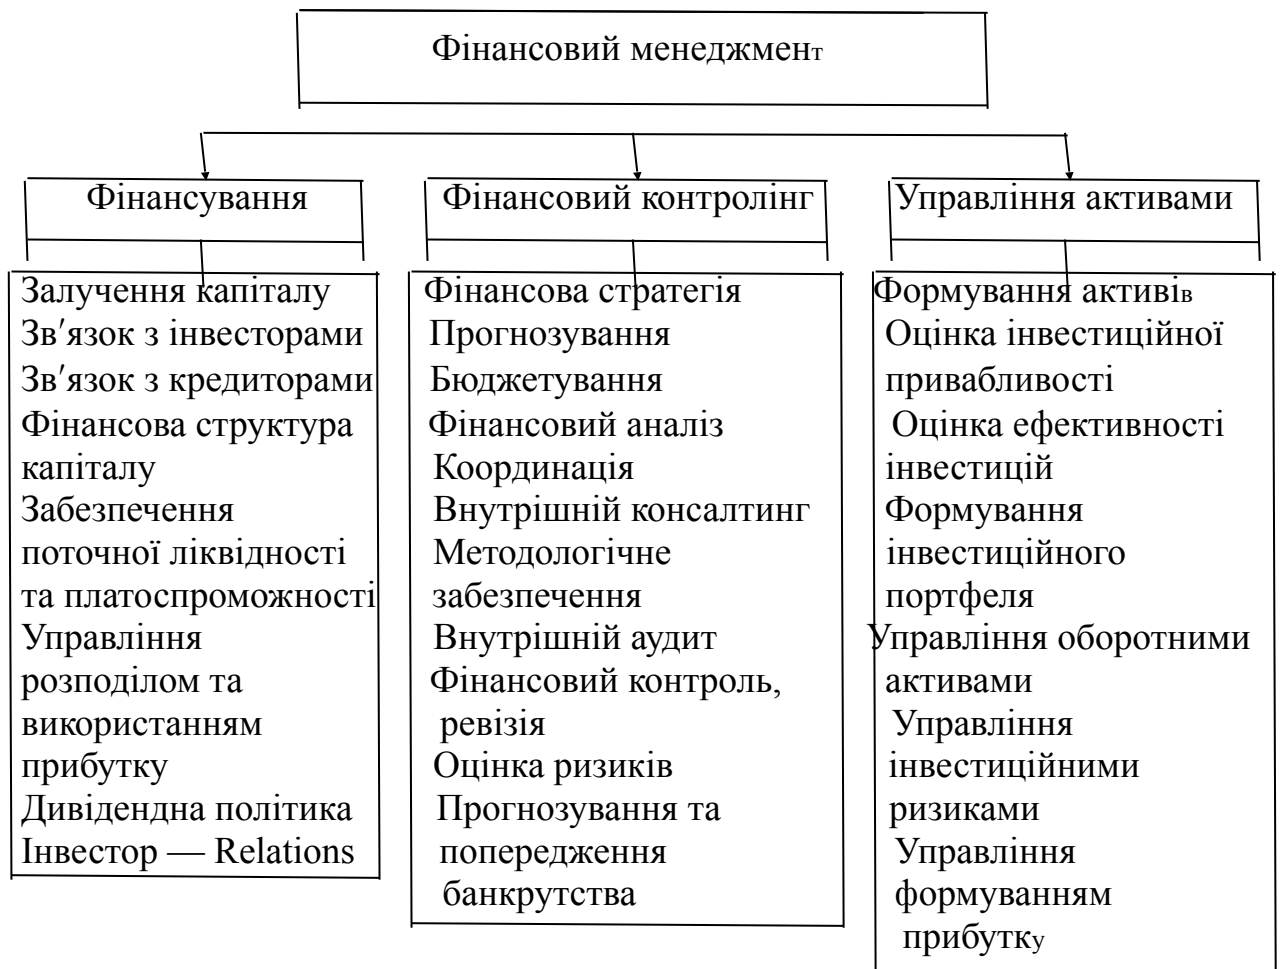 Фінансовий менеджмент
Фінансування
Залучення капіталу
Зв′язок з інвесторами
Зв′язок з кредиторами
Фінансова структура
капіталу
Забезпечення
поточної ліквідності
та платоспроможності
Управління
розподілом та
використанням
прибутку
Дивідендна політика
Інвестор — Relations
Фінансовий контролінг
Фінансова стратегія
Прогнозування
Бюджетування
Фінансовий аналіз
Координація
Внутрішній консалтинг
Методологічне
забезпечення
Внутрішній аудит
Фінансовий контроль,
ревізія
Оцінка ризиків
Прогнозування та
попередження
банкрутства
Управління активами
Формування активів
Оцінка інвестиційної
привабливості
Оцінка ефективності
інвестицій
Формування
інвестиційного
портфеля
Управління оборотними
активами
Управління
інвестиційними
ризиками
Управління
формуванням
прибутку